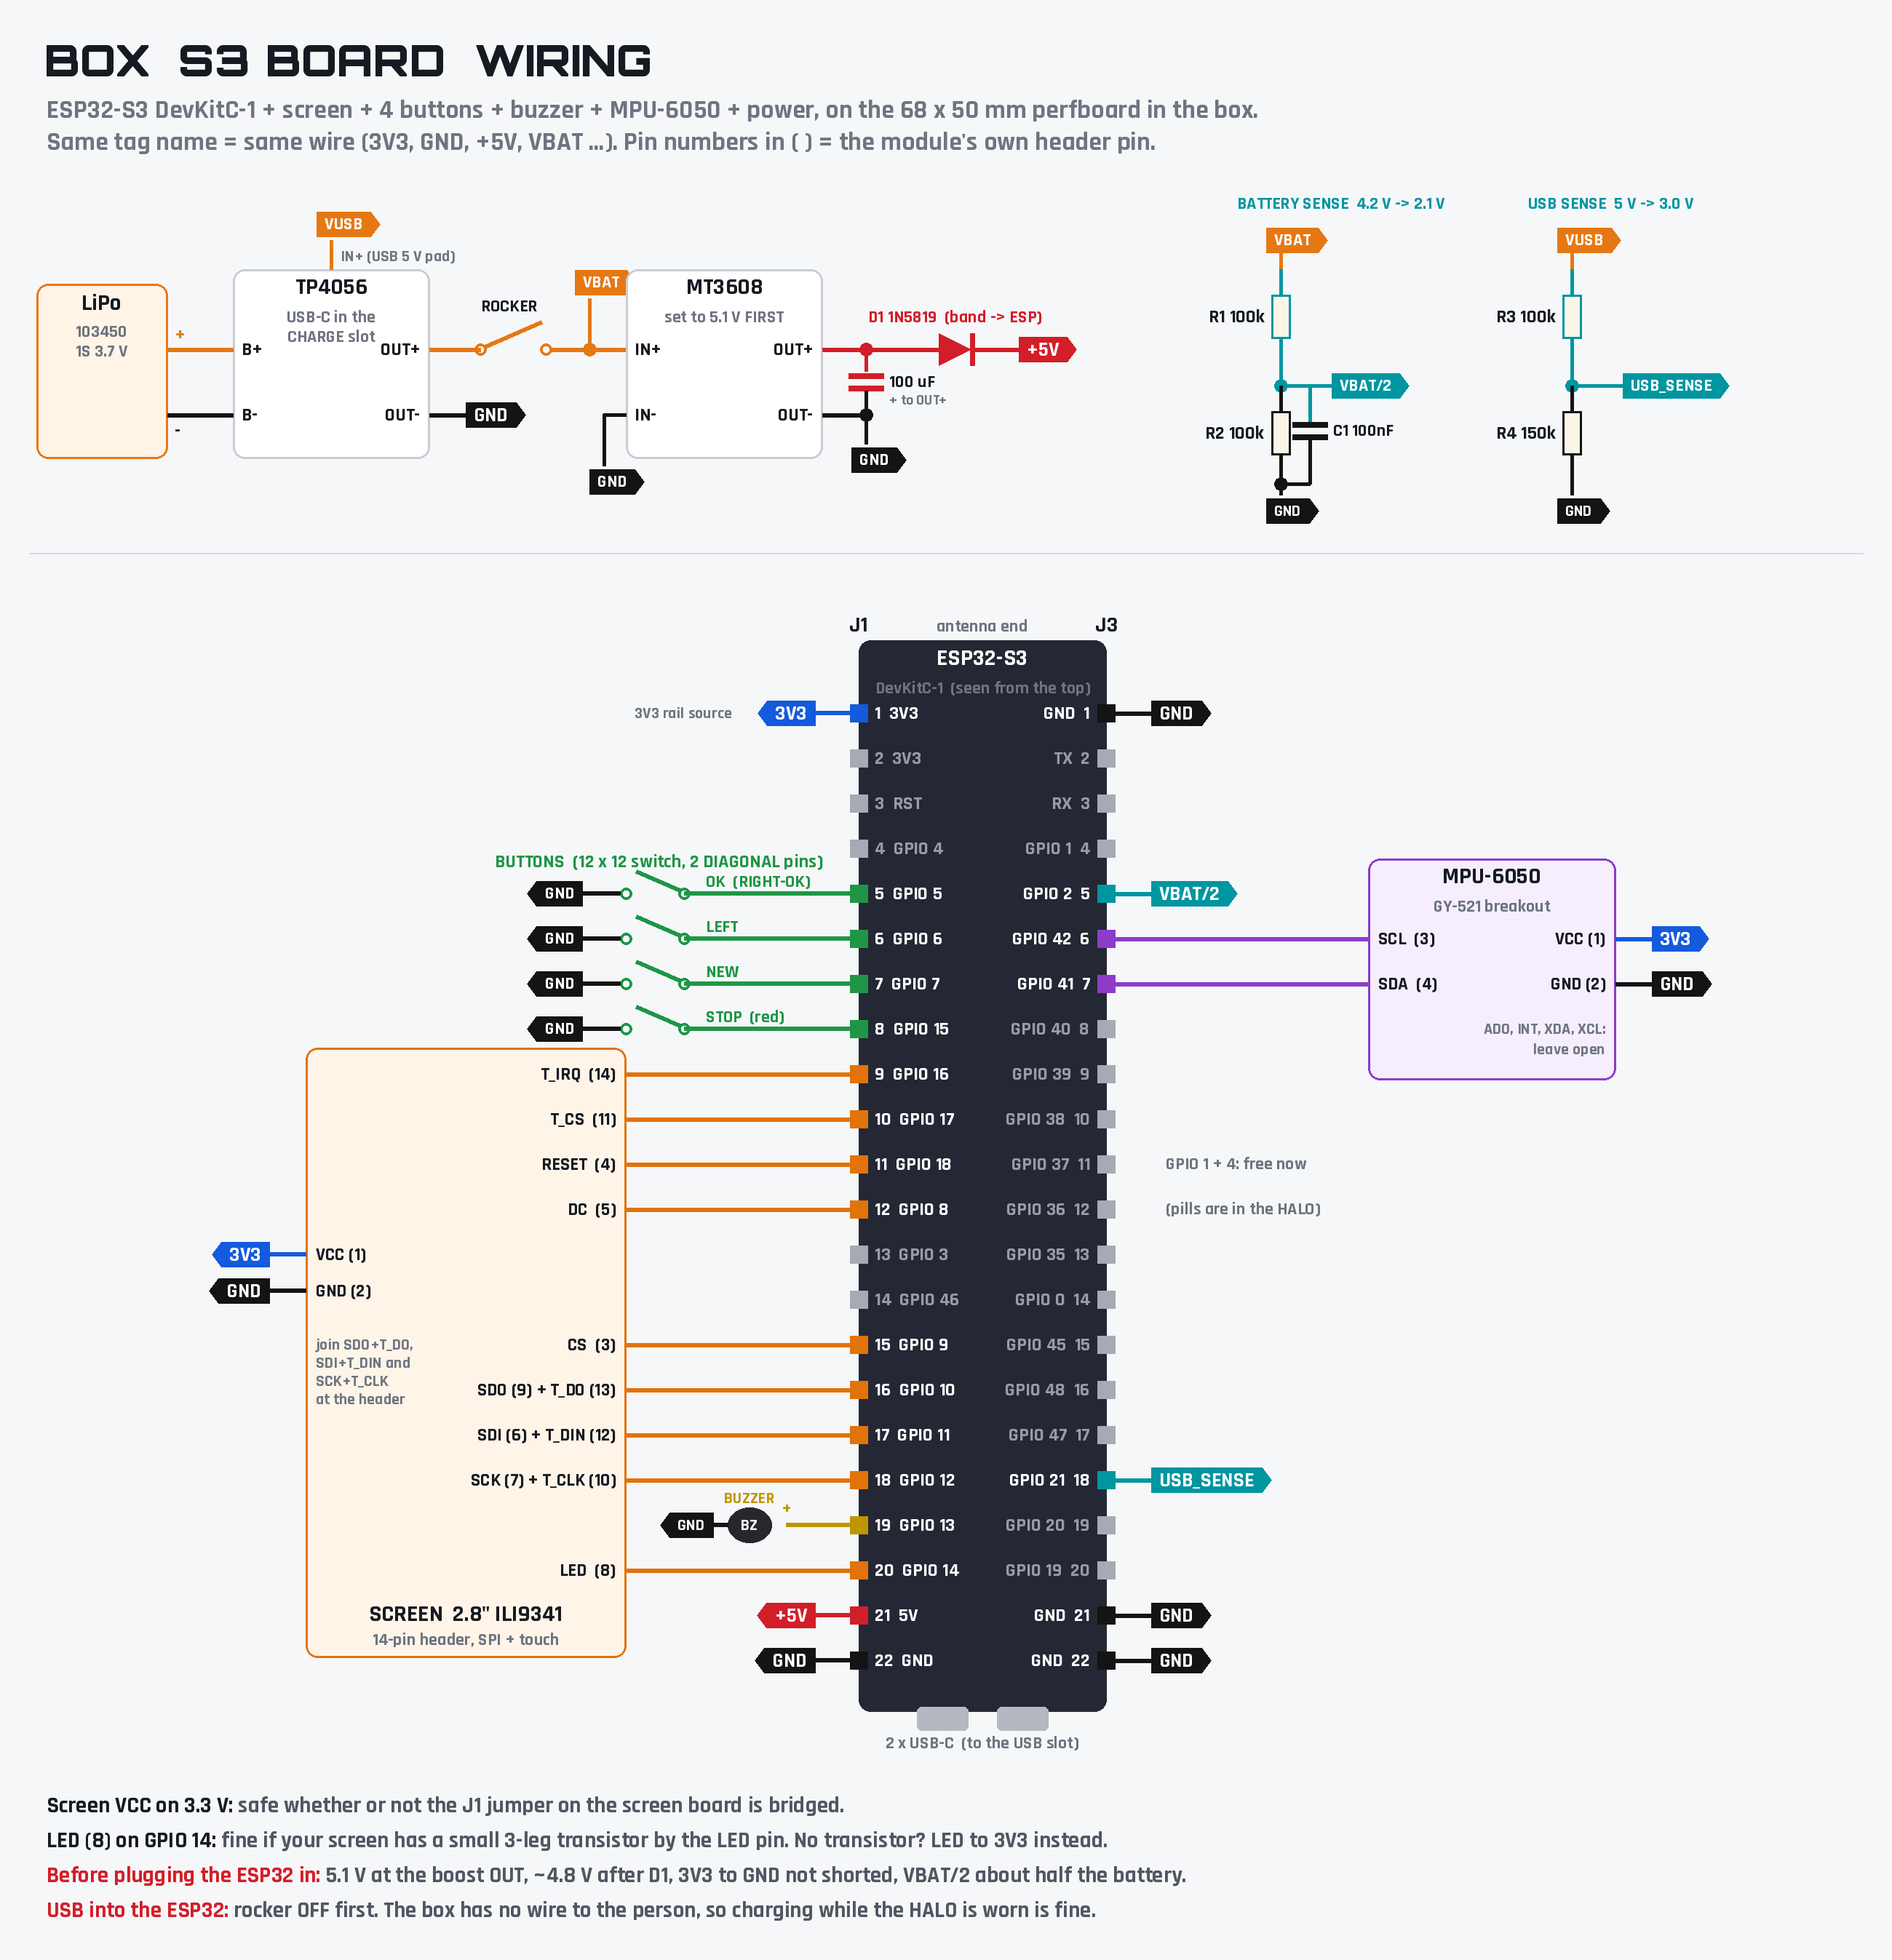 BOX S3 BOARD WIRING
ESP32-S3 DevKitC-1 + screen + 4 buttons + buzzer + MPU-6050 + power, on the 68 x 50 mm perfboard in the box.
Same tag name = same wire (3V3, GND, +5V, VBAT ...). Pin numbers in ( ) = the module's own header pin.
BATTERY SENSE 4.2 V -> 2.1 V
USB SENSE 5 V -> 3.0 V
VUSB
IN+ (USB 5 V pad)
LiPo
103450
1S 3.7 V
+
-
TP4056
USB-C in the
CHARGE slot
B+
OUT+
B-
OUT-
GND
ROCKER
VBAT
MT3608
set to 5.1 V FIRST
IN+
OUT+
IN-
OUT-
GND
D1 1N5819 (band -> ESP)
+5V
100 uF
+ to OUT+
GND
VBAT
R1 100k
VBAT/2
R2 100k
C1 100nF
GND
VUSB
R3 100k
USB_SENSE
R4 150k
GND
J1
antenna end
J3
ESP32-S3
DevKitC-1 (seen from the top)
3V3 rail source
3V3
1 3V3
GND 1
GND
2 3V3
TX 2
3 RST
RX 3
4 GPIO 4
GPIO 1 4
BUTTONS (12 x 12 switch, 2 DIAGONAL pins)
GND
OK (RIGHT-OK)
5 GPIO 5
GPIO 2 5
VBAT/2
GND
LEFT
6 GPIO 6
GPIO 42 6
GND
NEW
7 GPIO 7
GPIO 41 7
GND
STOP (red)
8 GPIO 15
GPIO 40 8
MPU-6050
GY-521 breakout
SCL (3)
VCC (1)
3V3
SDA (4)
GND (2)
GND
ADO, INT, XDA, XCL:
leave open
T_IRQ (14)
9 GPIO 16
GPIO 39 9
T_CS (11)
10 GPIO 17
GPIO 38 10
RESET (4)
11 GPIO 18
GPIO 37 11
GPIO 1 + 4: free now
DC (5)
12 GPIO 8
GPIO 36 12
(pills are in the HALO)
3V3
VCC (1)
13 GPIO 3
GPIO 35 13
GND
GND (2)
14 GPIO 46
GPIO 0 14
join SDO+T_DO,
SDI+T_DIN and
SCK+T_CLK
at the header
CS (3)
15 GPIO 9
GPIO 45 15
SDO (9) + T_DO (13)
16 GPIO 10
GPIO 48 16
SDI (6) + T_DIN (12)
17 GPIO 11
GPIO 47 17
SCK (7) + T_CLK (10)
18 GPIO 12
GPIO 21 18
USB_SENSE
BUZZER
+
GND
BZ
19 GPIO 13
GPIO 20 19
LED (8)
20 GPIO 14
GPIO 19 20
SCREEN 2.8" ILI9341
14-pin header, SPI + touch
+5V
21 5V
GND 21
GND
GND
22 GND
GND 22
GND
2 x USB-C (to the USB slot)
Screen VCC on 3.3 V: safe whether or not the J1 jumper on the screen board is bridged.
LED (8) on GPIO 14: fine if your screen has a small 3-leg transistor by the LED pin. No transistor? LED to 3V3 instead.
Before plugging the ESP32 in: 5.1 V at the boost OUT, ~4.8 V after D1, 3V3 to GND not shorted, VBAT/2 about half the battery.
USB into the ESP32: rocker OFF first. The box has no wire to the person, so charging while the HALO is worn is fine.